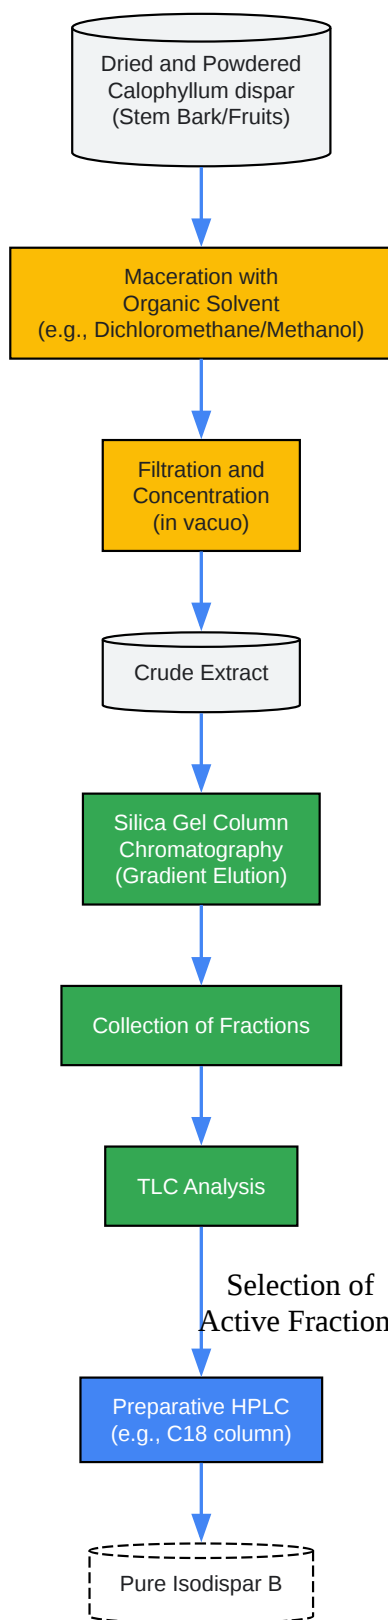 Dried and Powdered
Calophyllum dispar
(Stem Bark/Fruits)
Maceration with
Organic Solvent
(e.g., Dichloromethane/Methanol)
Filtration and
Concentration
(in vacuo)
Crude Extract
Silica Gel Column
Chromatography
(Gradient Elution)
Collection of Fractions
TLC Analysis
Selection of
Active Fraction
Preparative HPLC
(e.g., C18 column)
Pure Isodispar B